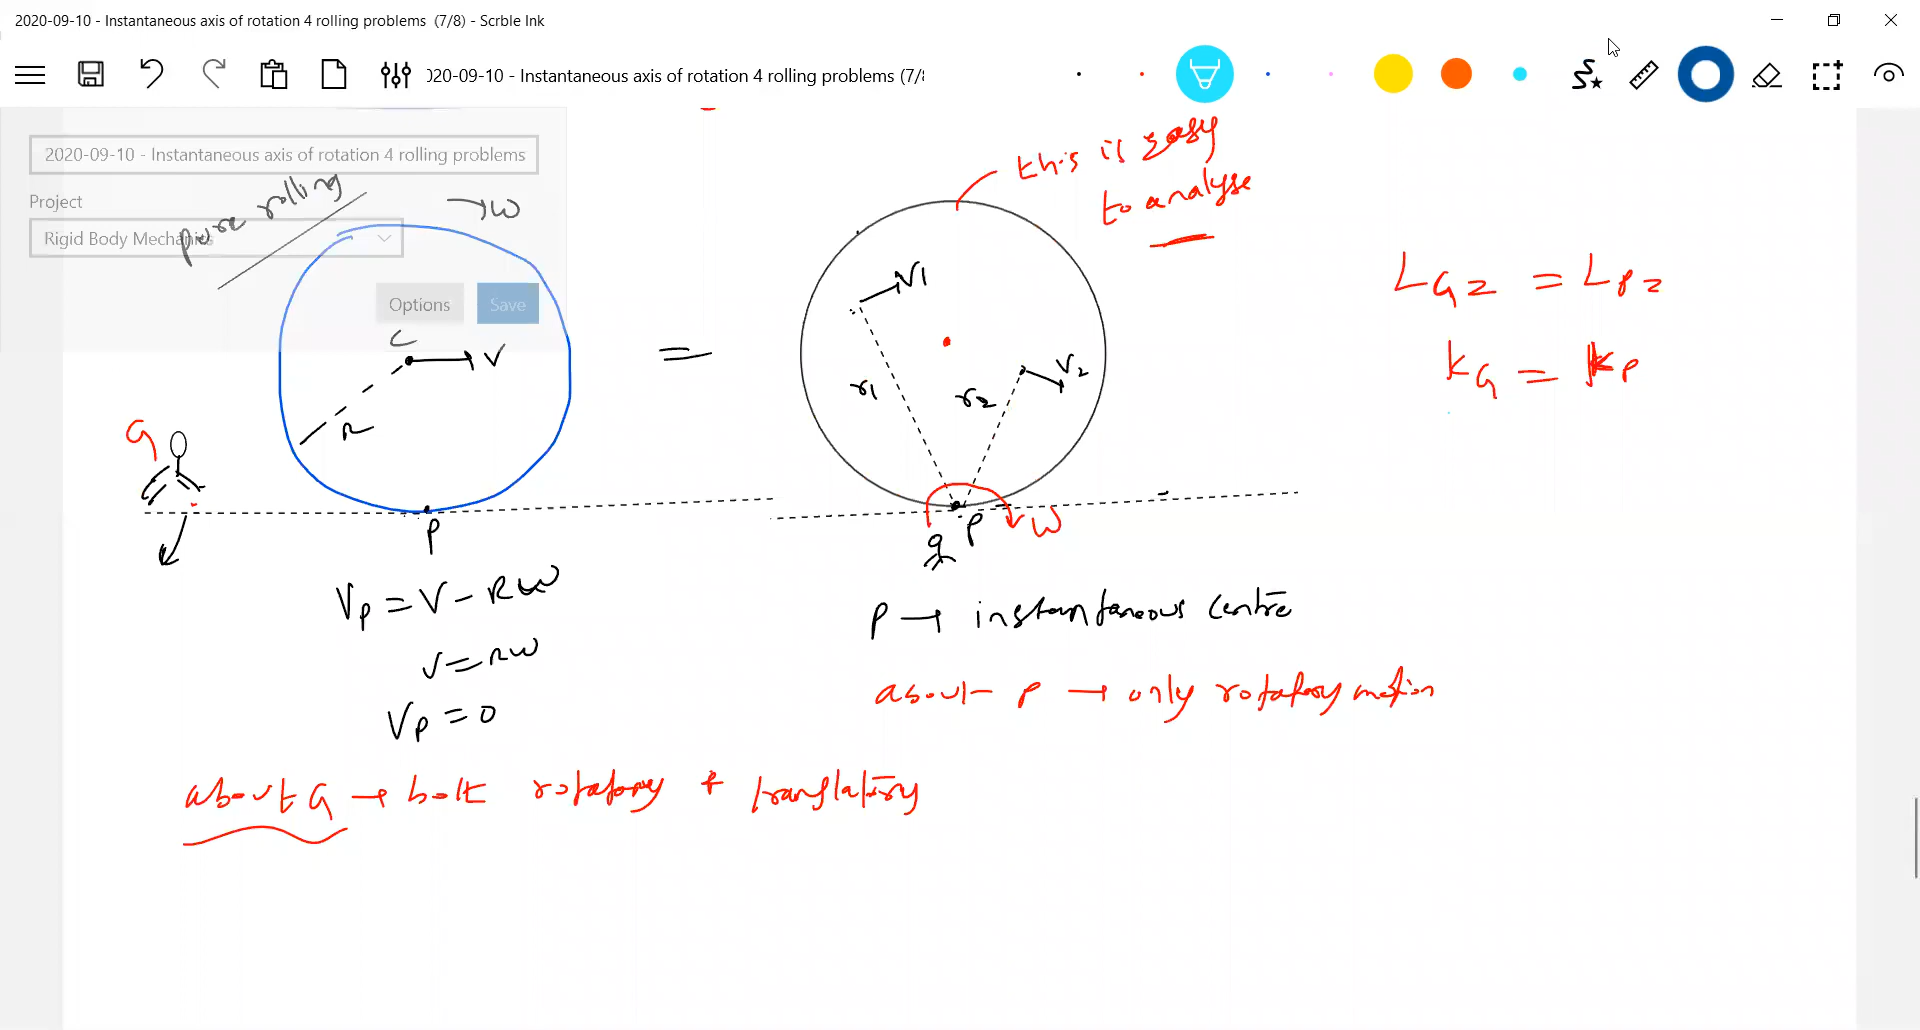 2020-09-10 - Instantaneous axis of rotation 4 rolling problems (7/8) - Scrble Ink
020-09-10 - Instantaneous axis of rotation 4 rolling problems (7/8
2020-09-10 - Instantaneous axis of rotation 4 rolling problems
Project
Rigid Body Mechanics
Options
Save
pure rolling
ω
C
V
R
G
P
this is easy
to analyse
V1
V2
r1
r2
P
ω
=
LGz = LPz
KG = KP
VP = V - Rω
V = Rω
VP = 0
P → instantaneous centre
about P → only rotatory motion
about G → both rotatory + translatory